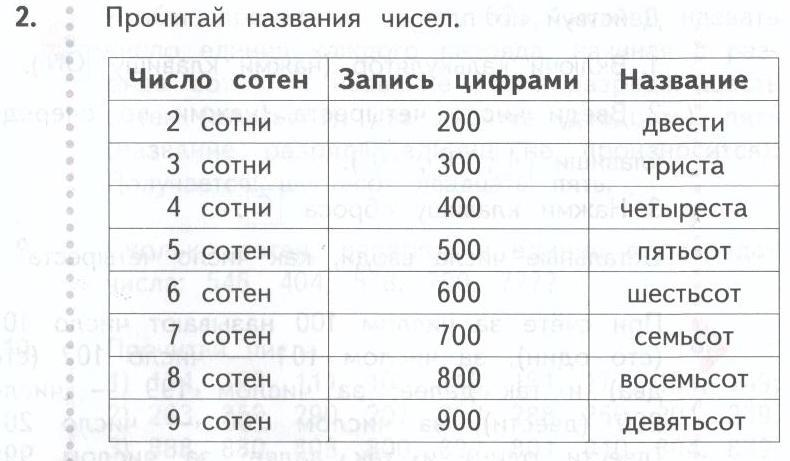 2. Прочитай названия чисел.
Число сотен Запись цифрами Название
2 сотни 200 двести
3 сотни 300 триста
4 сотни 400 четыреста
5 сотен 500 пятьсот
6 сотен 600 шестьсот
7 сотен 700 семьсот
8 сотен 800 восемьсот
9 сотен 900 девятьсот